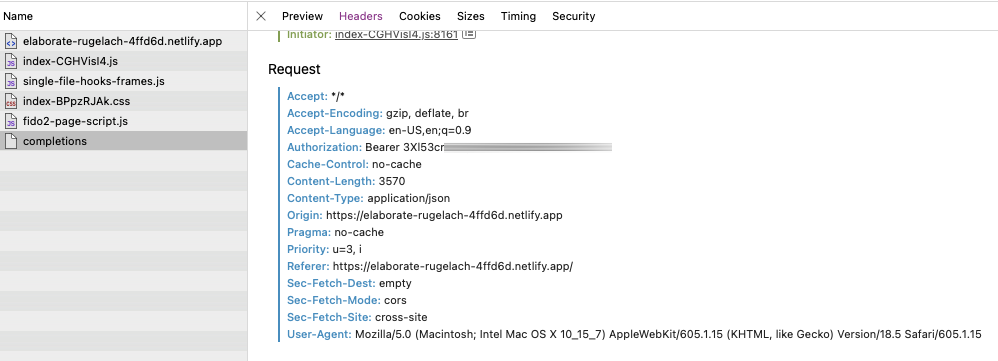 Name
Preview Headers Cookies Sizes Timing Security
elaborate-rugelach-4ffd6d.netlify.app
index-CGHVisI4.js
single-file-hooks-frames.js
index-BPpzRJAk.css
fido2-page-script.js
completions
Initiator: index-CGHVisI4.js:8161
Request
Accept: */*
Accept-Encoding: gzip, deflate, br
Accept-Language: en-US,en;q=0.9
Authorization: Bearer 3XI53cr
Cache-Control: no-cache
Content-Length: 3570
Content-Type: application/json
Origin: https://elaborate-rugelach-4ffd6d.netlify.app
Pragma: no-cache
Priority: u=3, i
Referer: https://elaborate-rugelach-4ffd6d.netlify.app/
Sec-Fetch-Dest: empty
Sec-Fetch-Mode: cors
Sec-Fetch-Site: cross-site
User-Agent: Mozilla/5.0 (Macintosh; Intel Mac OS X 10_15_7) AppleWebKit/605.1.15 (KHTML, like Gecko) Version/18.5 Safari/605.1.15